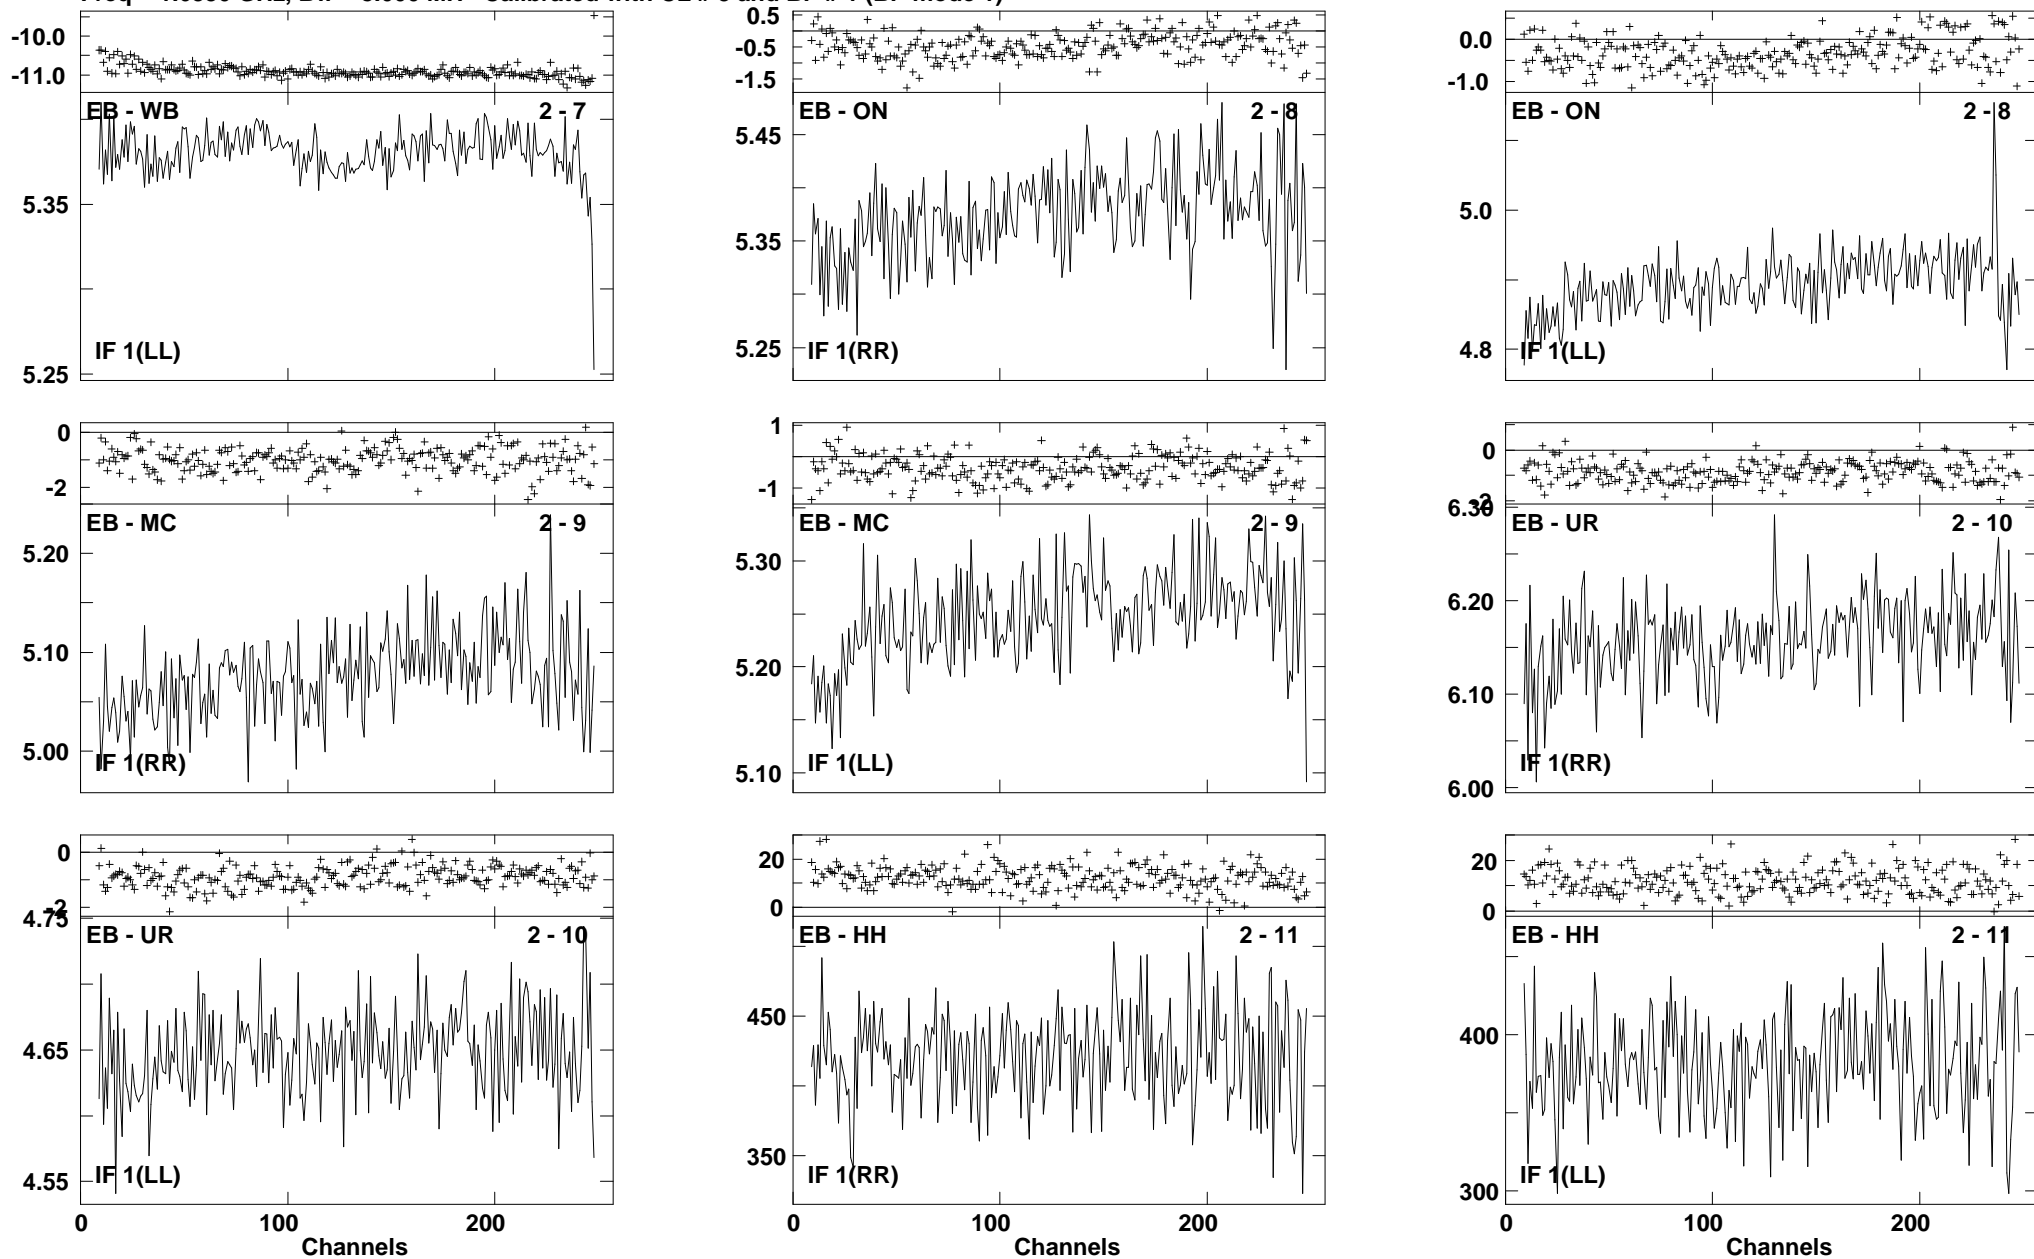 -10.0
-11.0
EB - WB 2 - 7
5.35
5.25
IF 1(LL)
0.5
-0.5
-1.5
EB - ON 2 - 8
5.45
5.35
5.25
IF 1(RR)
0.0
-1.0
EB - ON 2 - 8
5.0
4.8
IF 1(LL)
0
-2
EB - MC 2 - 9
5.20
5.10
5.00
IF 1(RR)
1
-1
EB - MC 2 - 9
5.30
5.20
5.10
IF 1(LL)
0
-2
6.30
EB - UR 2 - 10
6.20
6.10
6.00
IF 1(RR)
0
-2
4.75
EB - UR 2 - 10
4.65
4.55
IF 1(LL)
0 100 200
Channels
20
0
EB - HH 2 - 11
450
350
IF 1(RR)
0 100 200
Channels
20
0
EB - HH 2 - 11
400
300
IF 1(LL)
0 100 200
Channels